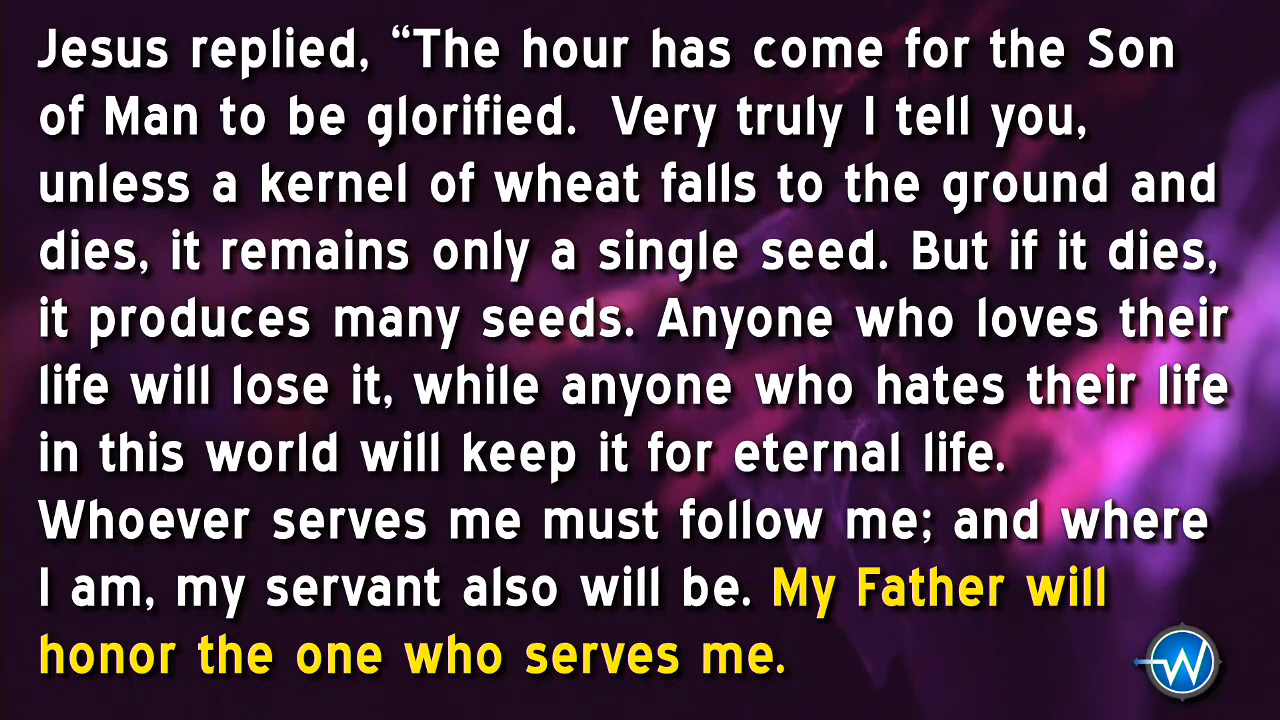 Jesus replied, “The hour has come for the Son
of Man to be glorified.  Very truly I tell you,
unless a kernel of wheat falls to the ground and
dies, it remains only a single seed. But if it dies,
it produces many seeds. Anyone who loves their
life will lose it, while anyone who hates their life
in this world will keep it for eternal life.
Whoever serves me must follow me; and where
I am, my servant also will be. My Father will
honor the one who serves me.
W